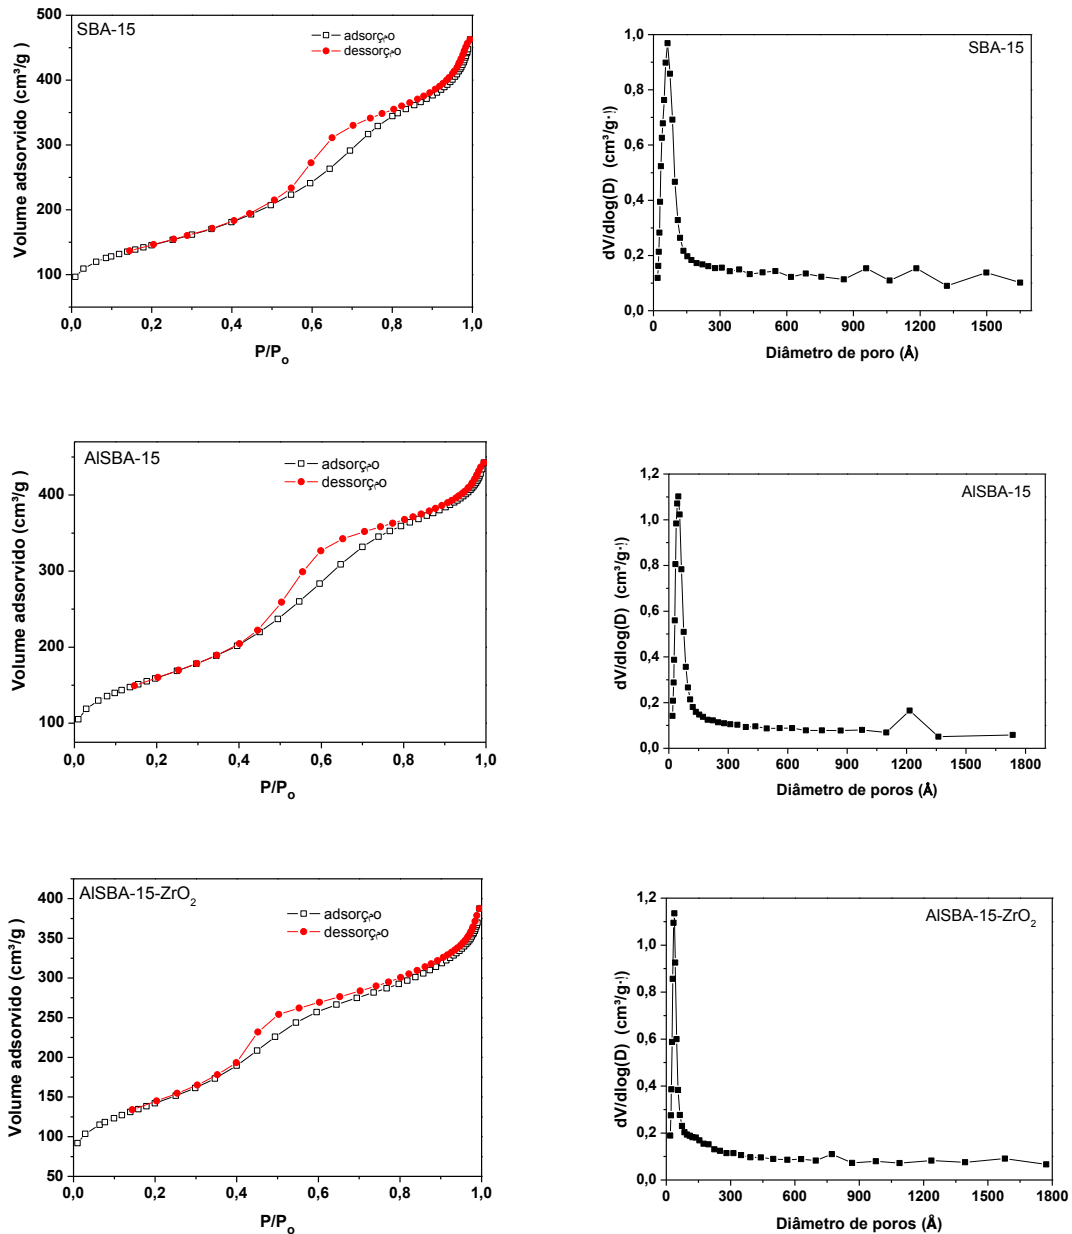 SBA-15
adsorç
dessorç
500
400
300
200
100
0,0 0,2 0,4 0,6 0,8 1,0
Volume adsorvido (cm³/g )
P/Po
SBA-15
1,0
0,8
0,6
0,4
0,2
0,0
0 300 600 900 1200 1500
dV/dlog(D) (cm³/g·
Diâmetro de poro (Å)
AlSBA-15
adsorç
dessorç
400
300
200
100
0,0 0,2 0,4 0,6 0,8 1,0
Volume adsorvido (cm³/g )
P/Po
AlSBA-15
1,2
1,0
0,8
0,6
0,4
0,2
0,0
0 300 600 900 1200 1500 1800
dV/dlog(D) (cm³/g·
Diâmetro de poros (Å)
AlSBA-15-ZrO₂
adsorç
dessorç
400
350
300
250
200
150
100
50
0,0 0,2 0,4 0,6 0,8 1,0
Volume adsorvido (cm³/g )
P/Po
AlSBA-15-ZrO₂
1,2
1,0
0,8
0,6
0,4
0,2
0,0
0 300 600 900 1200 1500 1800
dV/dlog(D) (cm³/g·
Diâmetro de poros (Å)